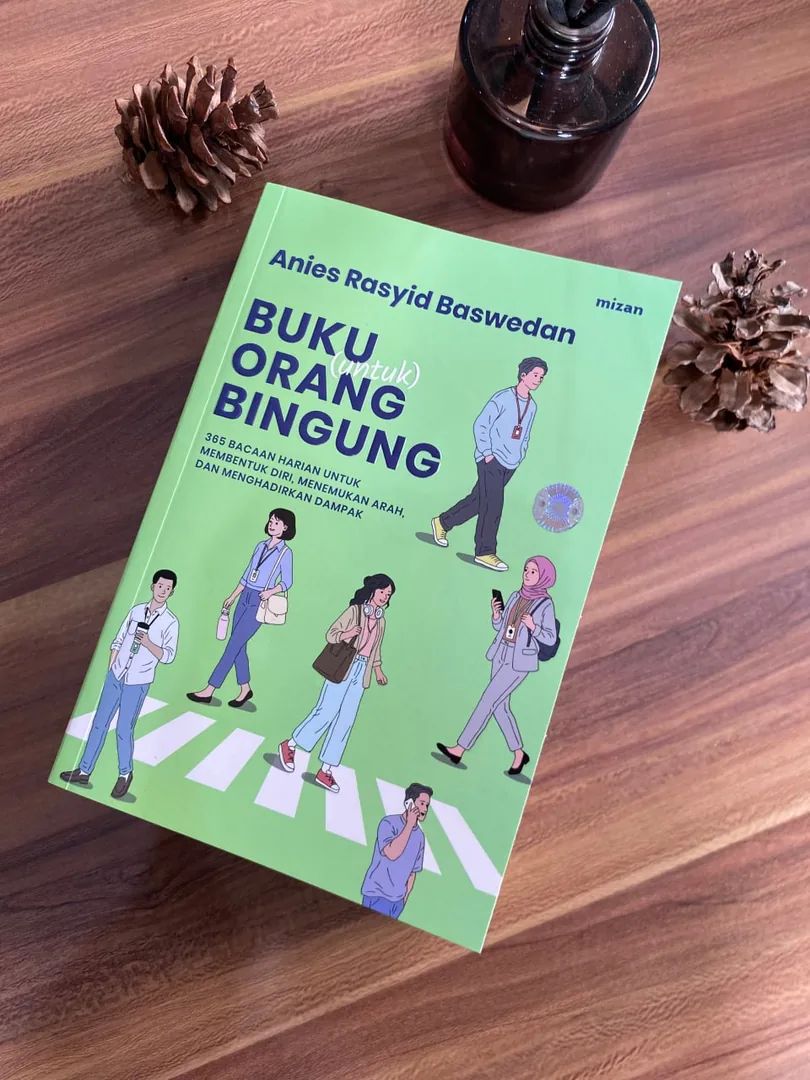 Anies Rasyid Baswedan
mizan
BUKU
(untuk)
ORANG
BINGUNG
365 BACAAN HARIAN UNTUK
MEMBENTUK DIRI, MENEMUKAN ARAH,
DAN MENGHADIRKAN DAMPAK